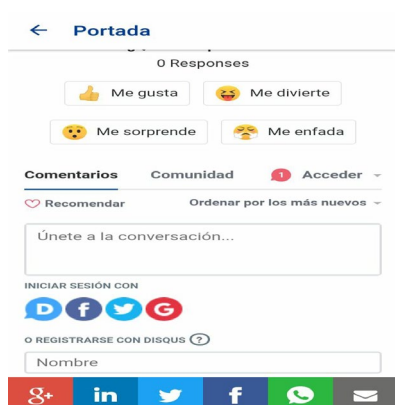 Portada
0 Responses
Me gusta
Me divierte
Me sorprende
Me enfada
Comentarios Comunidad 1 Acceder
Recomendar Ordenar por los más nuevos
Únete a la conversación...
INICIAR SESIÓN CON
D f G
O REGISTRARSE CON DISQUS ?
Nombre
8+ in f